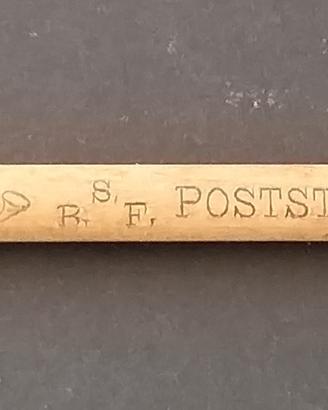 B. S. F. POSTST